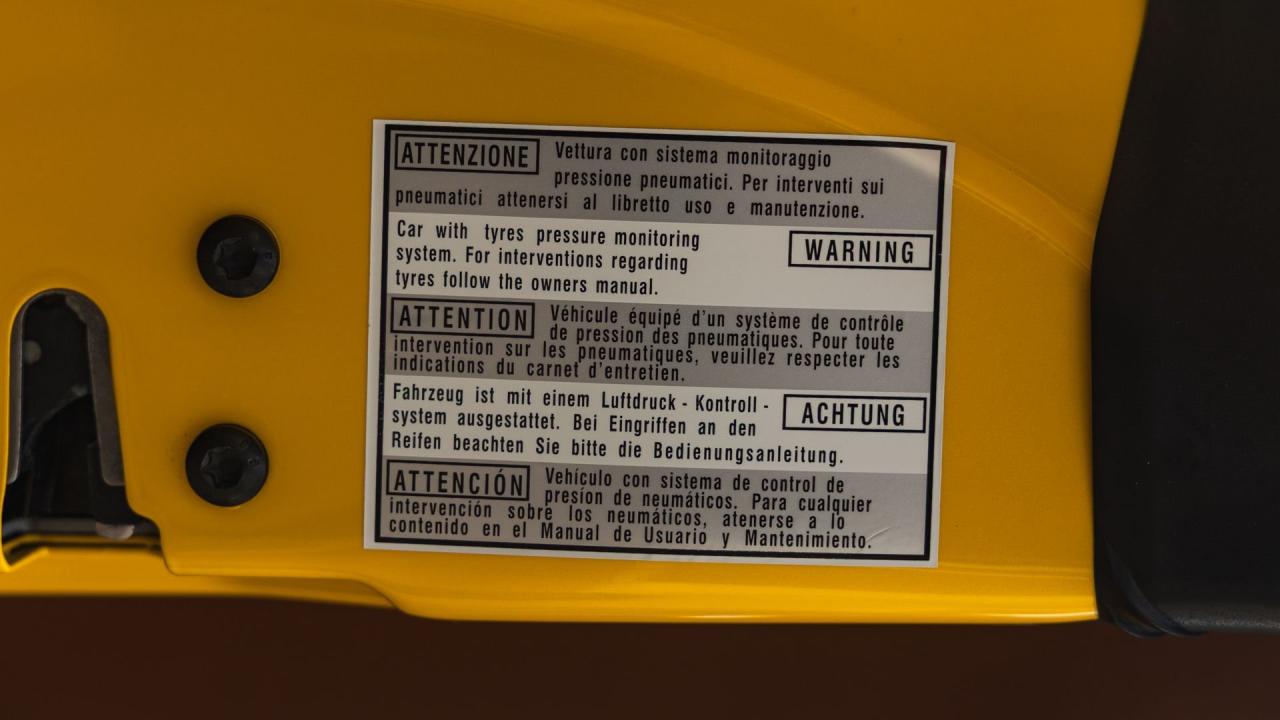 ATTENZIONE Vettura con sistema monitoraggio
pressione pneumatici. Per interventi sui
pneumatici attenersi al libretto uso e manutenzione.
Car with tyres pressure monitoring
system. For interventions regarding
tyres follow the owners manual.
WARNING
ATTENTION Véhicule équipé d'un système de contrôle
de pression des pneumatiques. Pour toute
intervention sur les pneumatiques, veuillez respecter les
indications du carnet d'entretien.
Fahrzeug ist mit einem Luftdruck - Kontroll -
system ausgestattet. Bei Eingriffen an den
Reifen beachten Sie bitte die Bedienungsanleitung.
ACHTUNG
ATTENCIÓN Vehículo con sistema de control de
presíon de neumáticos. Para cualquier
intervención sobre los neumáticos, atenerse a lo
contenido en el Manual de Usuario y Mantenimiento.